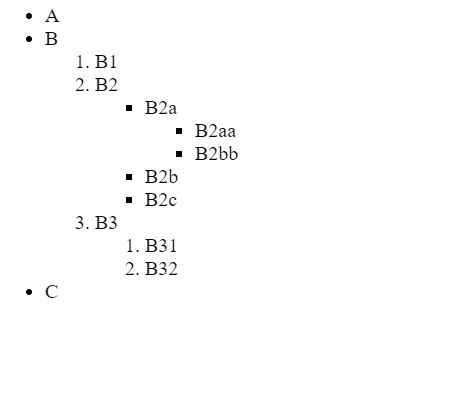 • A
• B
1. B1
2. B2
▪ B2a
▪ B2aa
▪ B2bb
▪ B2b
▪ B2c
3. B3
1. B31
2. B32
• C